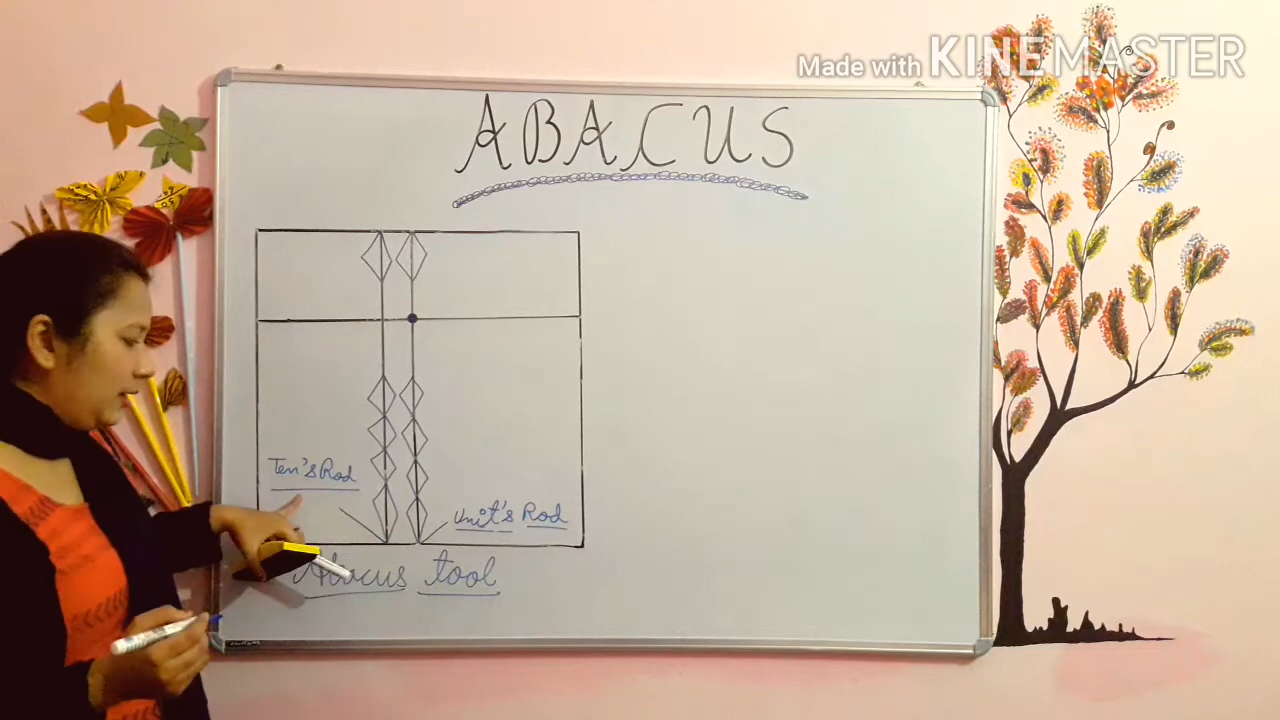 Made with KINEMASTER
ABACUS
Ten's Rod
Unit's Rod
Abacus tool